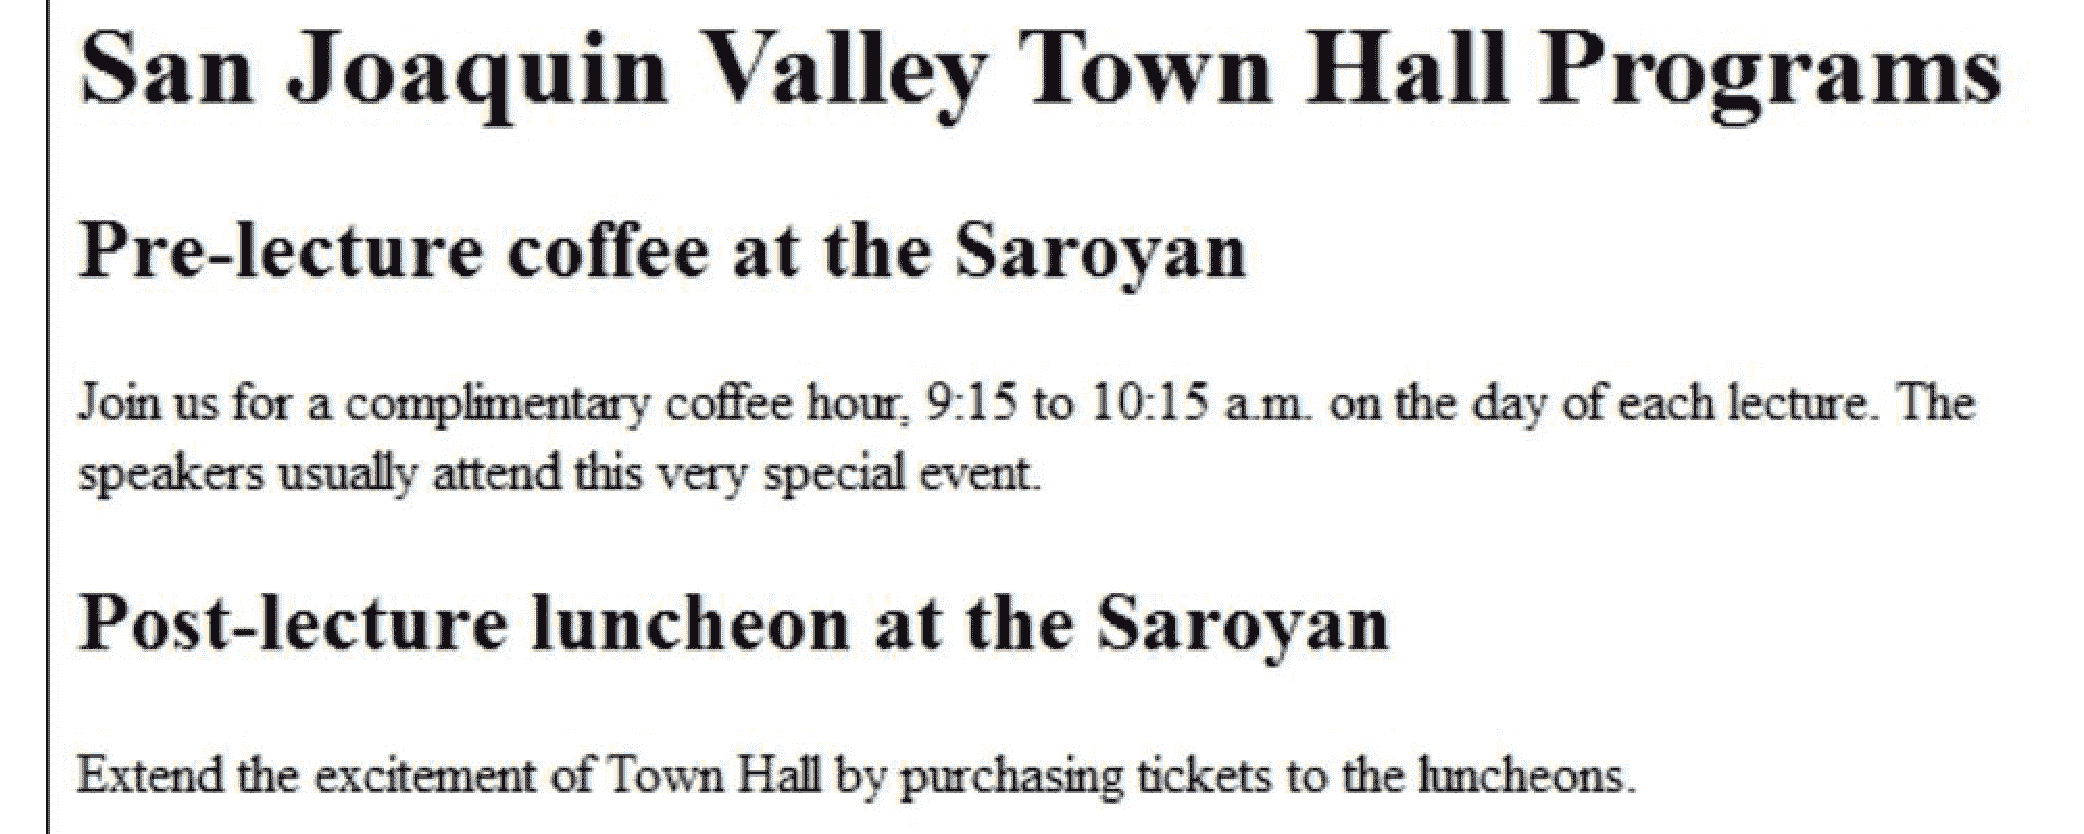 San Joaquin Valley Town Hall Programs
Pre-lecture coffee at the Saroyan
Join us for a complimentary coffee hour, 9:15 to 10:15 a.m. on the day of each lecture. The
speakers usually attend this very special event.
Post-lecture luncheon at the Saroyan
Extend the excitement of Town Hall by purchasing tickets to the luncheons.